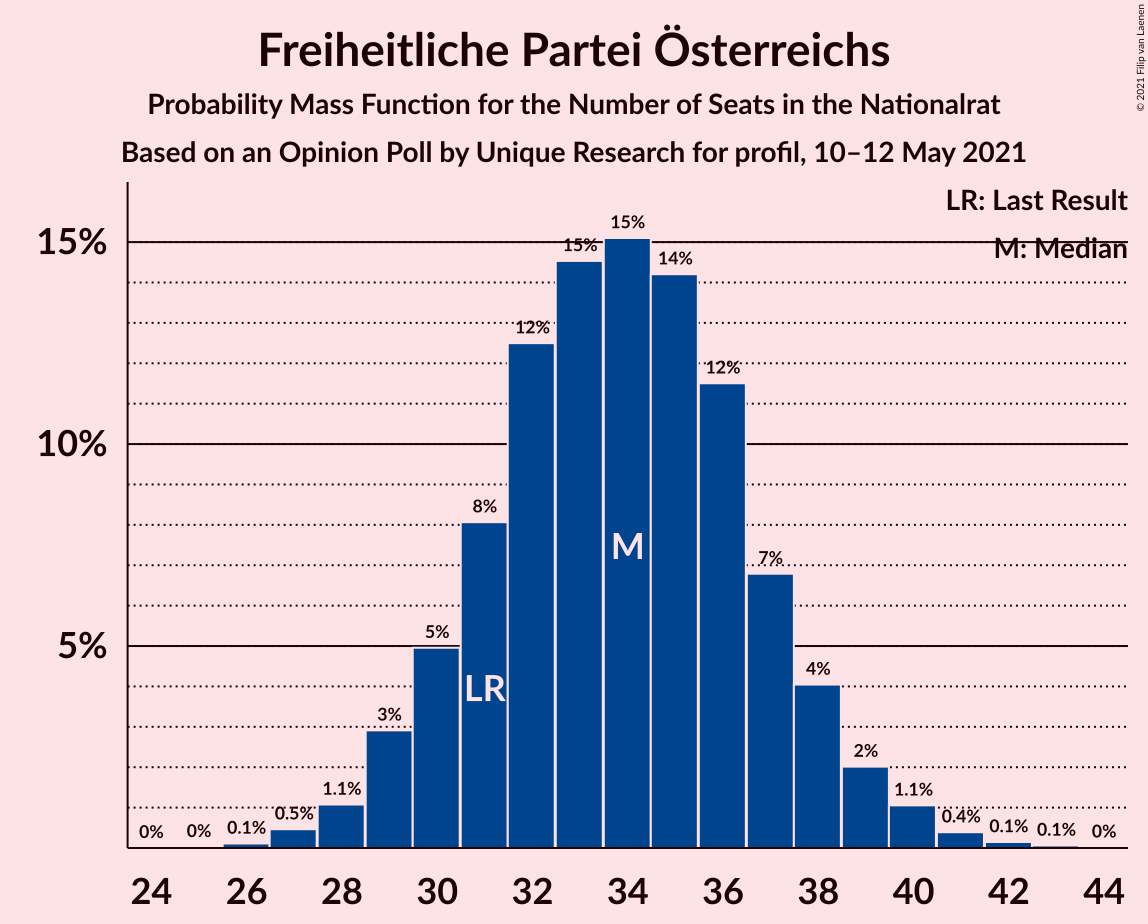 Freiheitliche Partei Österreichs
Probability Mass Function for the Number of Seats in the Nationalrat
Based on an Opinion Poll by Unique Research for profil, 10–12 May 2021
© 2021 Filip van Laenen
LR: Last Result
M: Median
15%
10%
5%
0%
0%
0.1%
0.5%
1.1%
3%
5%
8%
12%
15%
15%
14%
12%
7%
4%
2%
1.1%
0.4%
0.1%
0.1%
0%
LR
M
24 26 28 30 32 34 36 38 40 42 44